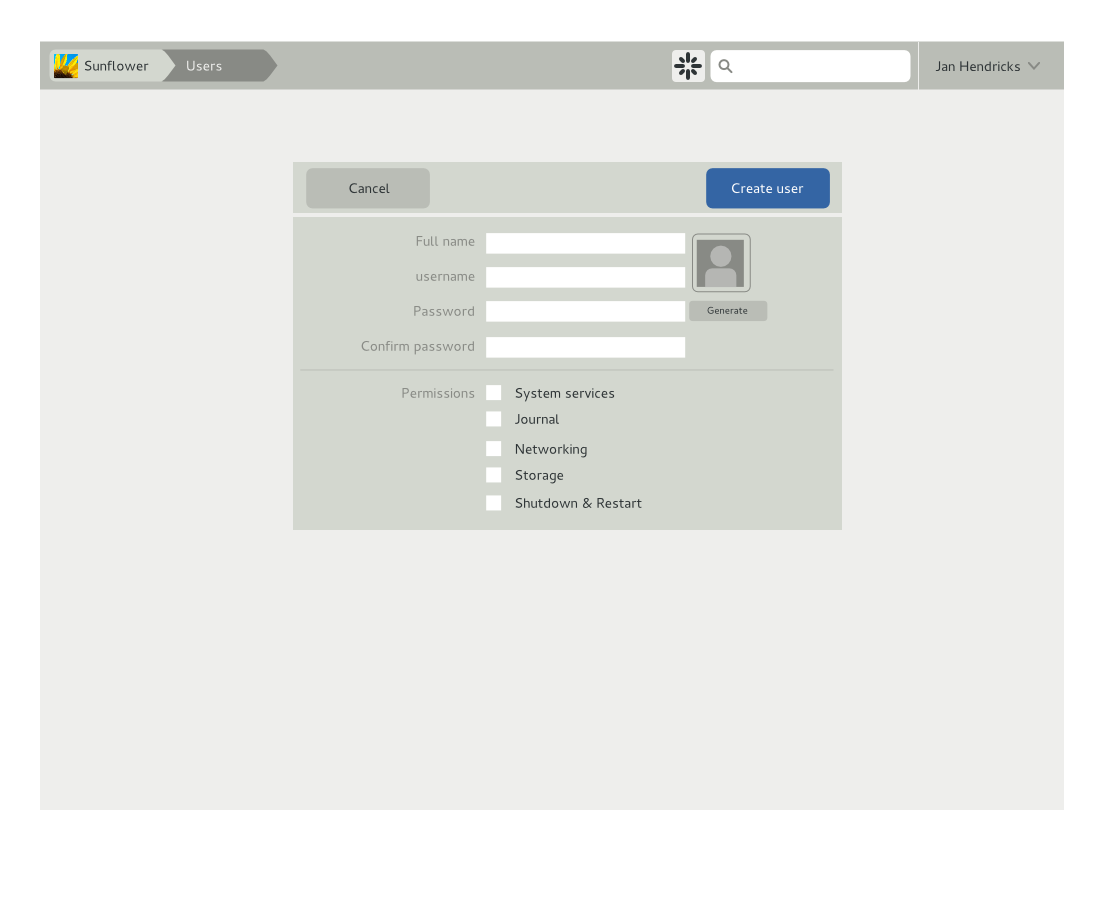 Sunflower
Users
Jan Hendricks
Cancel
Create user
Full name
username
Password
Generate
Confirm password
Permissions
System services
Journal
Networking
Storage
Shutdown & Restart